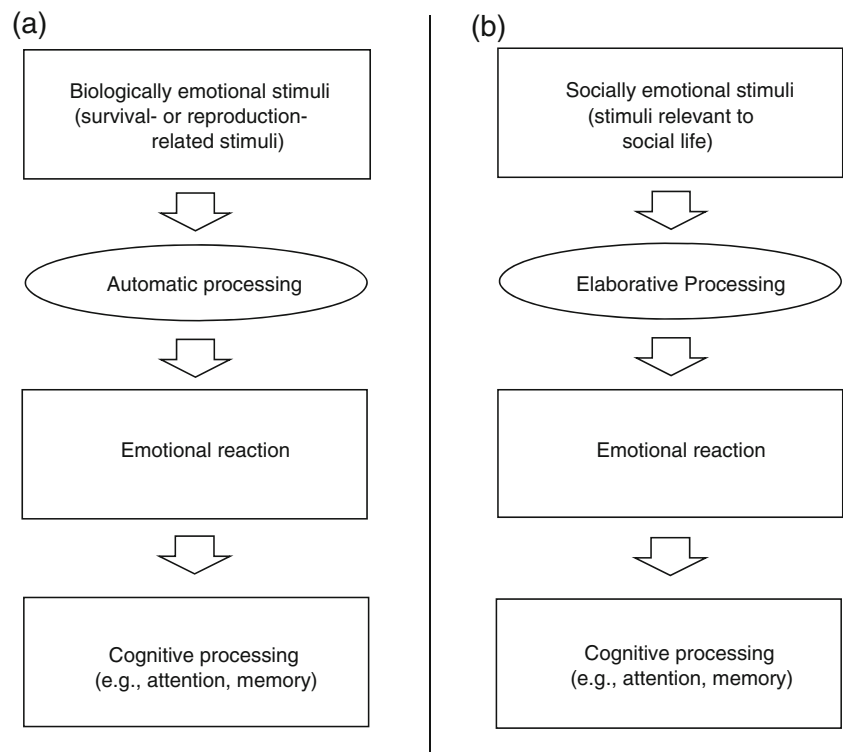 (a)
Biologically emotional stimuli
(survival- or reproduction-
related stimuli)
Automatic processing
Emotional reaction
Cognitive processing
(e.g., attention, memory)
(b)
Socially emotional stimuli
(stimuli relevant to
social life)
Elaborative Processing
Emotional reaction
Cognitive processing
(e.g., attention, memory)